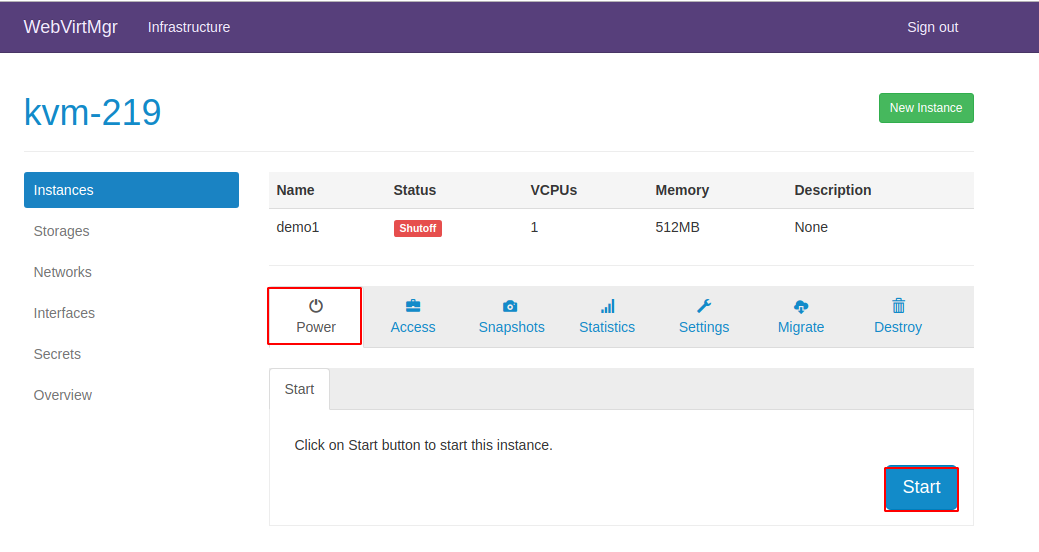 WebVirtMgr Infrastructure Sign out
kvm-219 New Instance
Instances
Storages
Networks
Interfaces
Secrets
Overview
Name Status VCPUs Memory Description
demo1 Shutoff 1 512MB None
Power Access Snapshots Statistics Settings Migrate Destroy
Start
Click on Start button to start this instance.
Start